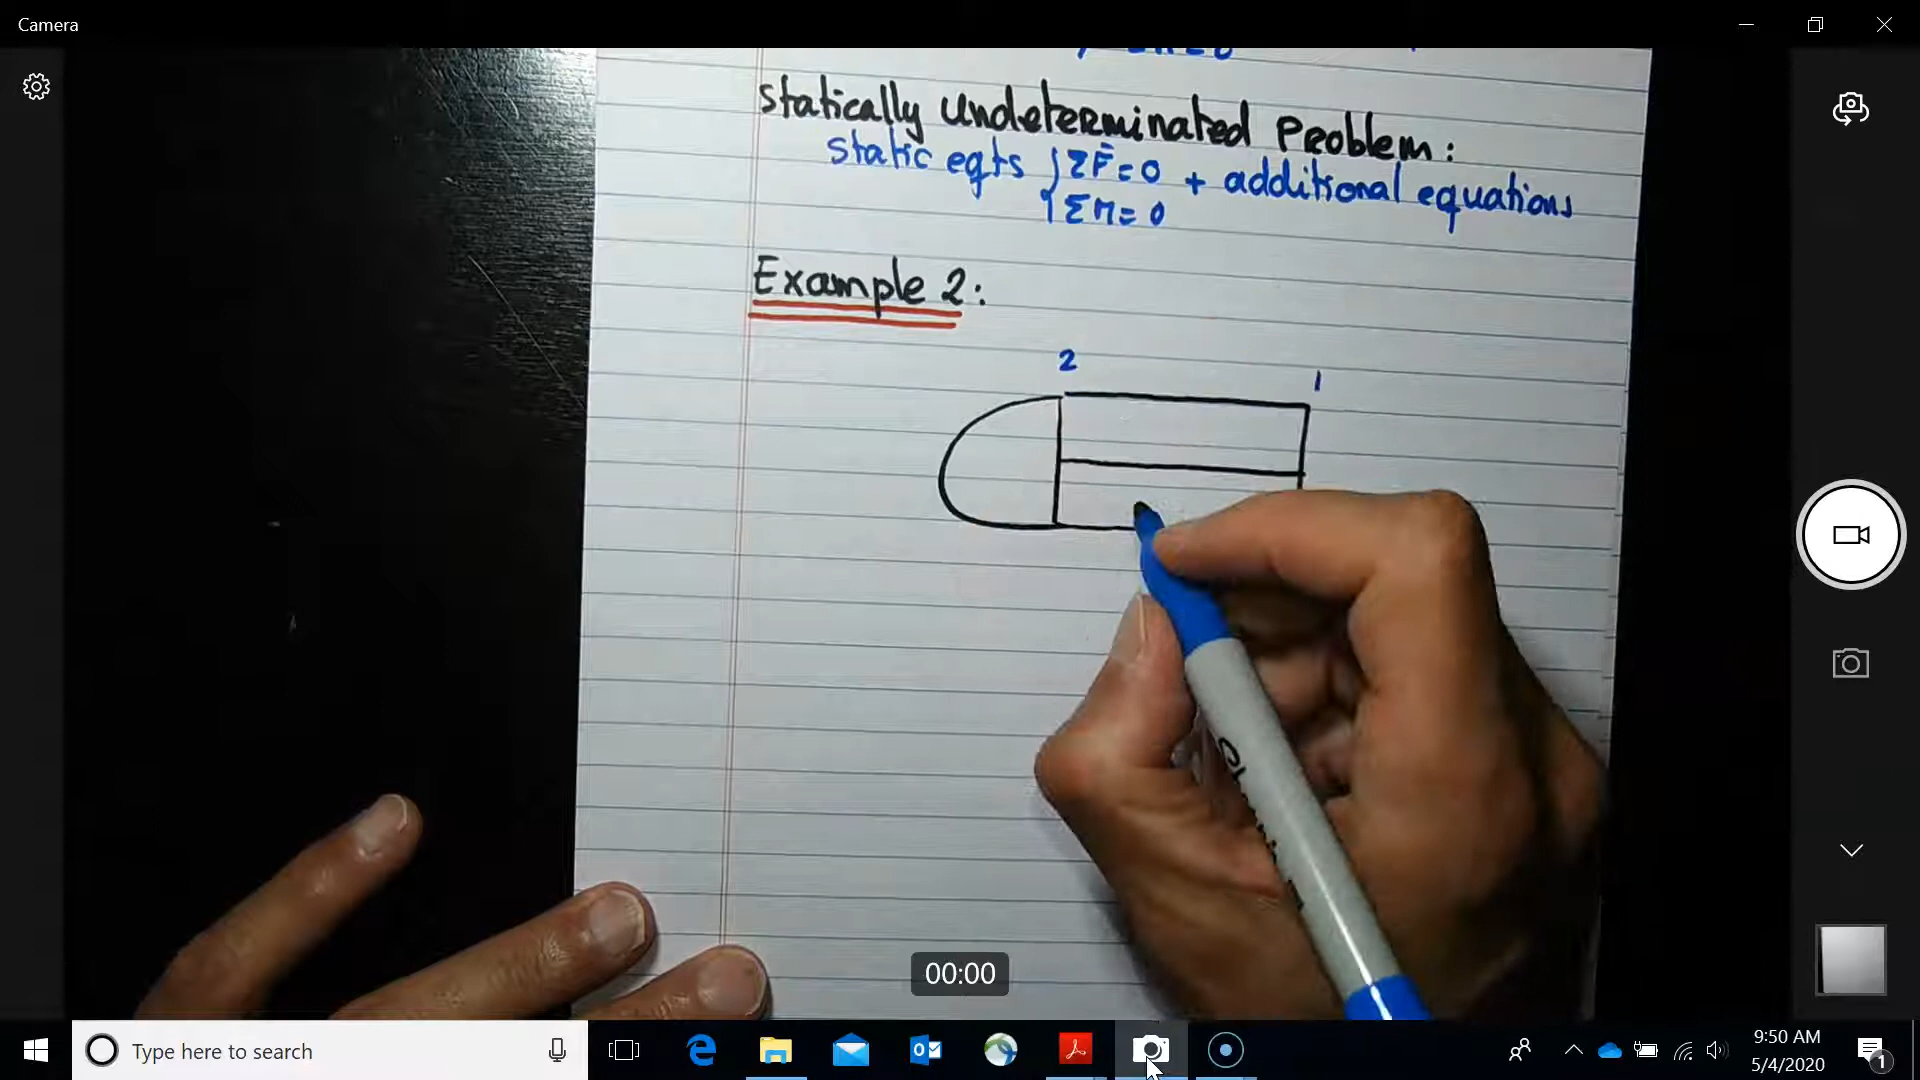 Camera
Statically Undeterminated Problem:
Static eqts { ΣF̄ = 0 + additional equations
ΣM = 0
Example 2:
2
1
00:00
Type here to search
9:50 AM
5/4/2020
1